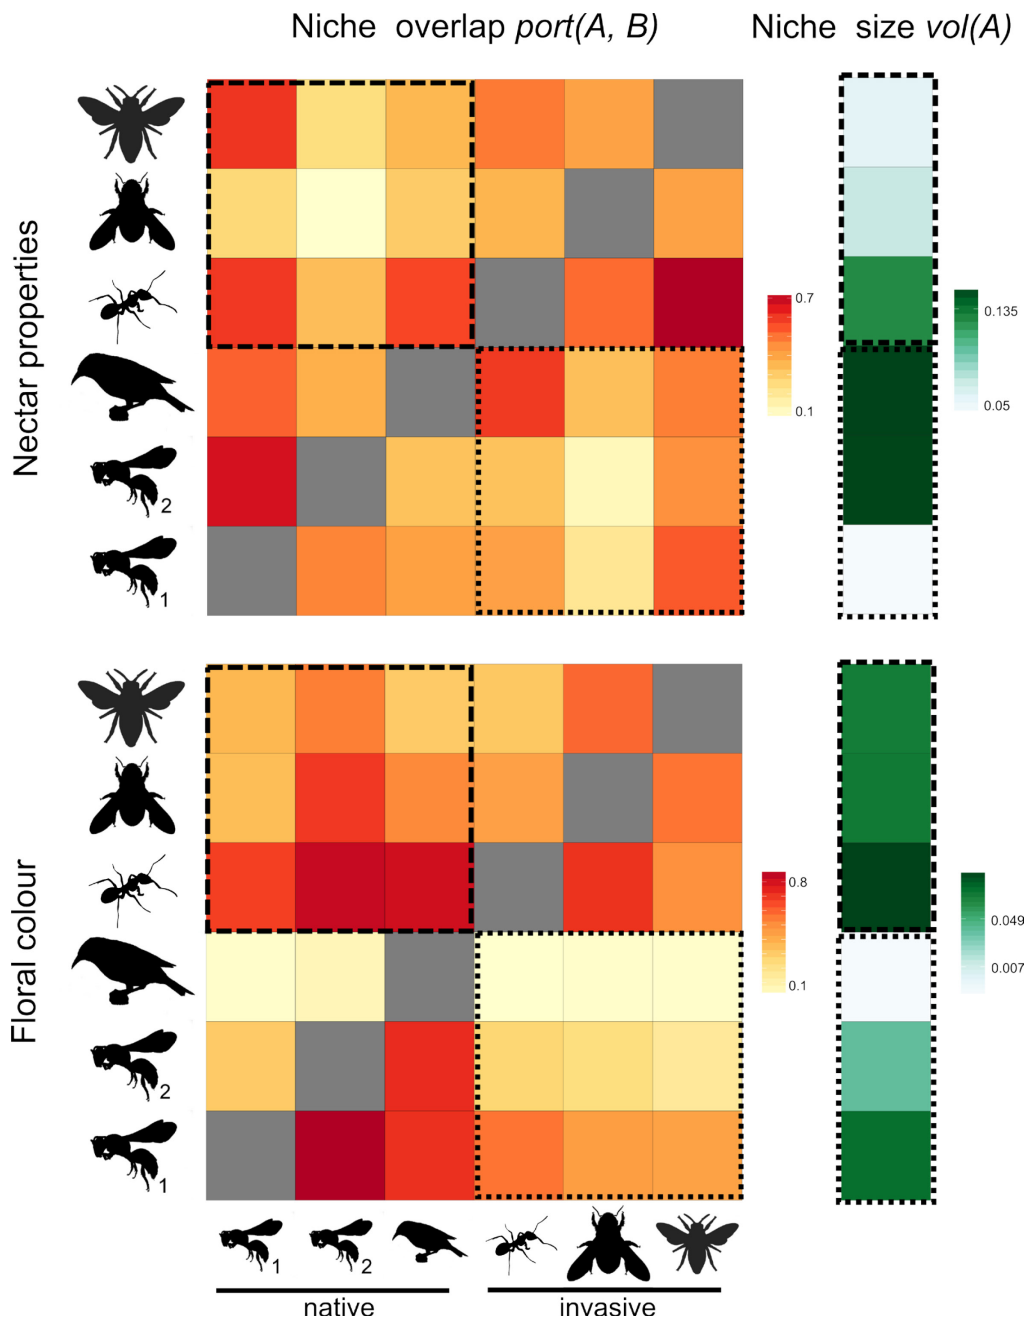 Niche overlap port(A, B)
Niche size vol(A)
Nectar properties
0.7
0.1
0.135
0.05
2
1
Floral colour
0.8
0.1
0.049
0.007
2
1
1
2
native
invasive